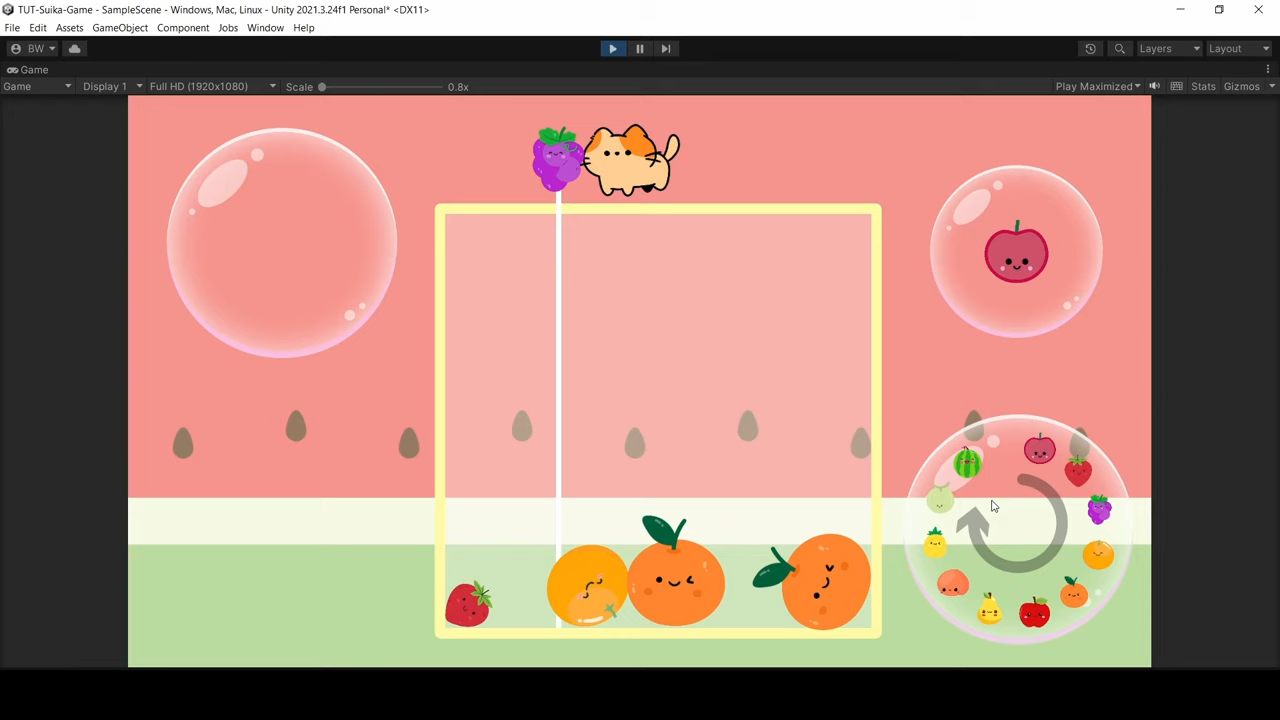 TUT-Suika-Game - SampleScene - Windows, Mac, Linux - Unity 2021.3.24f1 Personal* <DX11>
File Edit Assets GameObject Component Jobs Window Help
BW Layers Layout
Game
Game Display 1 Full HD (1920x1080) Scale 0.8x Play Maximized Stats Gizmos